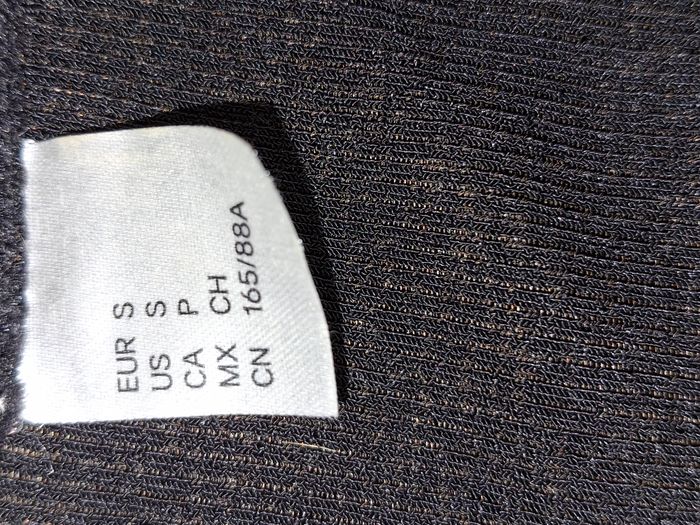 EUR S
US S
CA P
MX CH
CN 165/88A